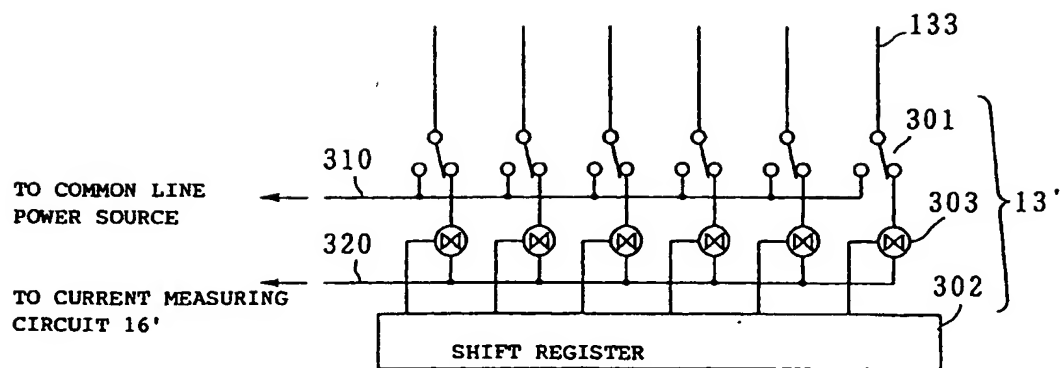 133
301
310
TO COMMON LINE
POWER SOURCE
13'
303
320
TO CURRENT MEASURING
CIRCUIT 16'
302
SHIFT REGISTER